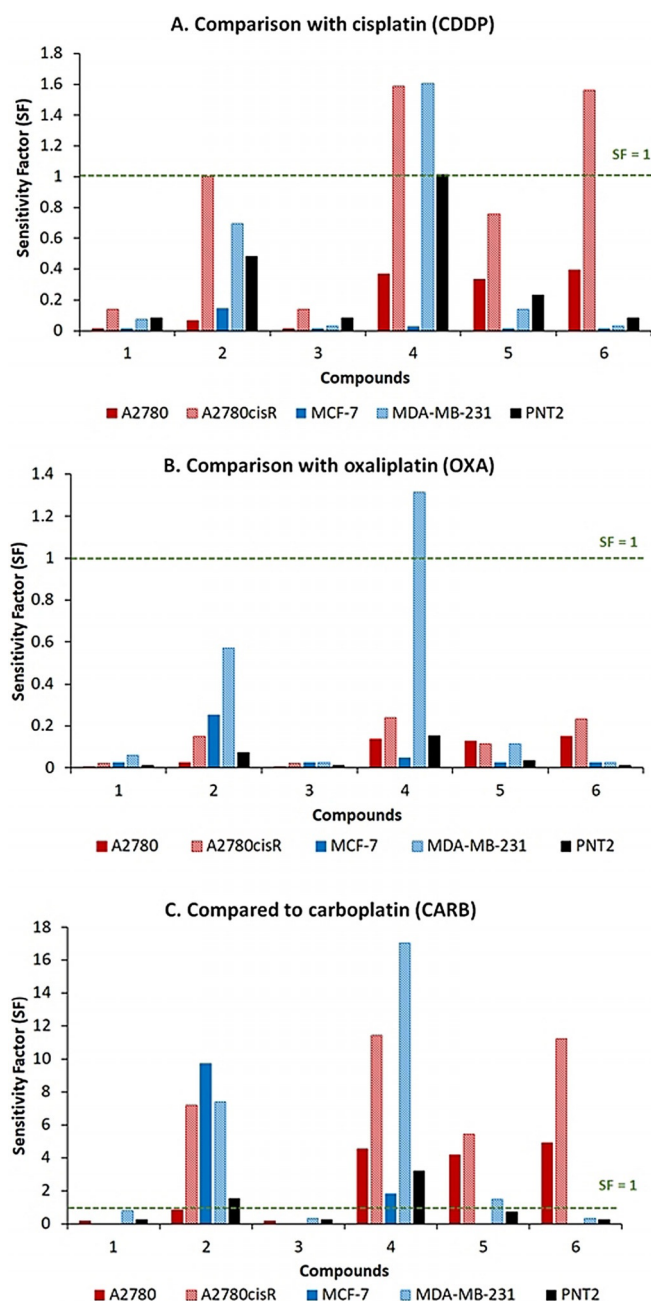 A. Comparison with cisplatin (CDDP)
Sensitivity Factor (SF)
1.8
1.6
1.4
1.2
1
0.8
0.6
0.4
0.2
0
SF = 1
1 2 3 4 5 6
Compounds
A2780 A2780cisR MCF-7 MDA-MB-231 PNT2
B. Comparison with oxaliplatin (OXA)
Sensitivity Factor (SF)
1.4
1.2
1
0.8
0.6
0.4
0.2
0
SF = 1
1 2 3 4 5 6
Compounds
A2780 A2780cisR MCF-7 MDA-MB-231 PNT2
C. Compared to carboplatin (CARB)
Sensitivity Factor (SF)
18
16
14
12
10
8
6
4
2
0
SF = 1
1 2 3 4 5 6
Compounds
A2780 A2780cisR MCF-7 MDA-MB-231 PNT2